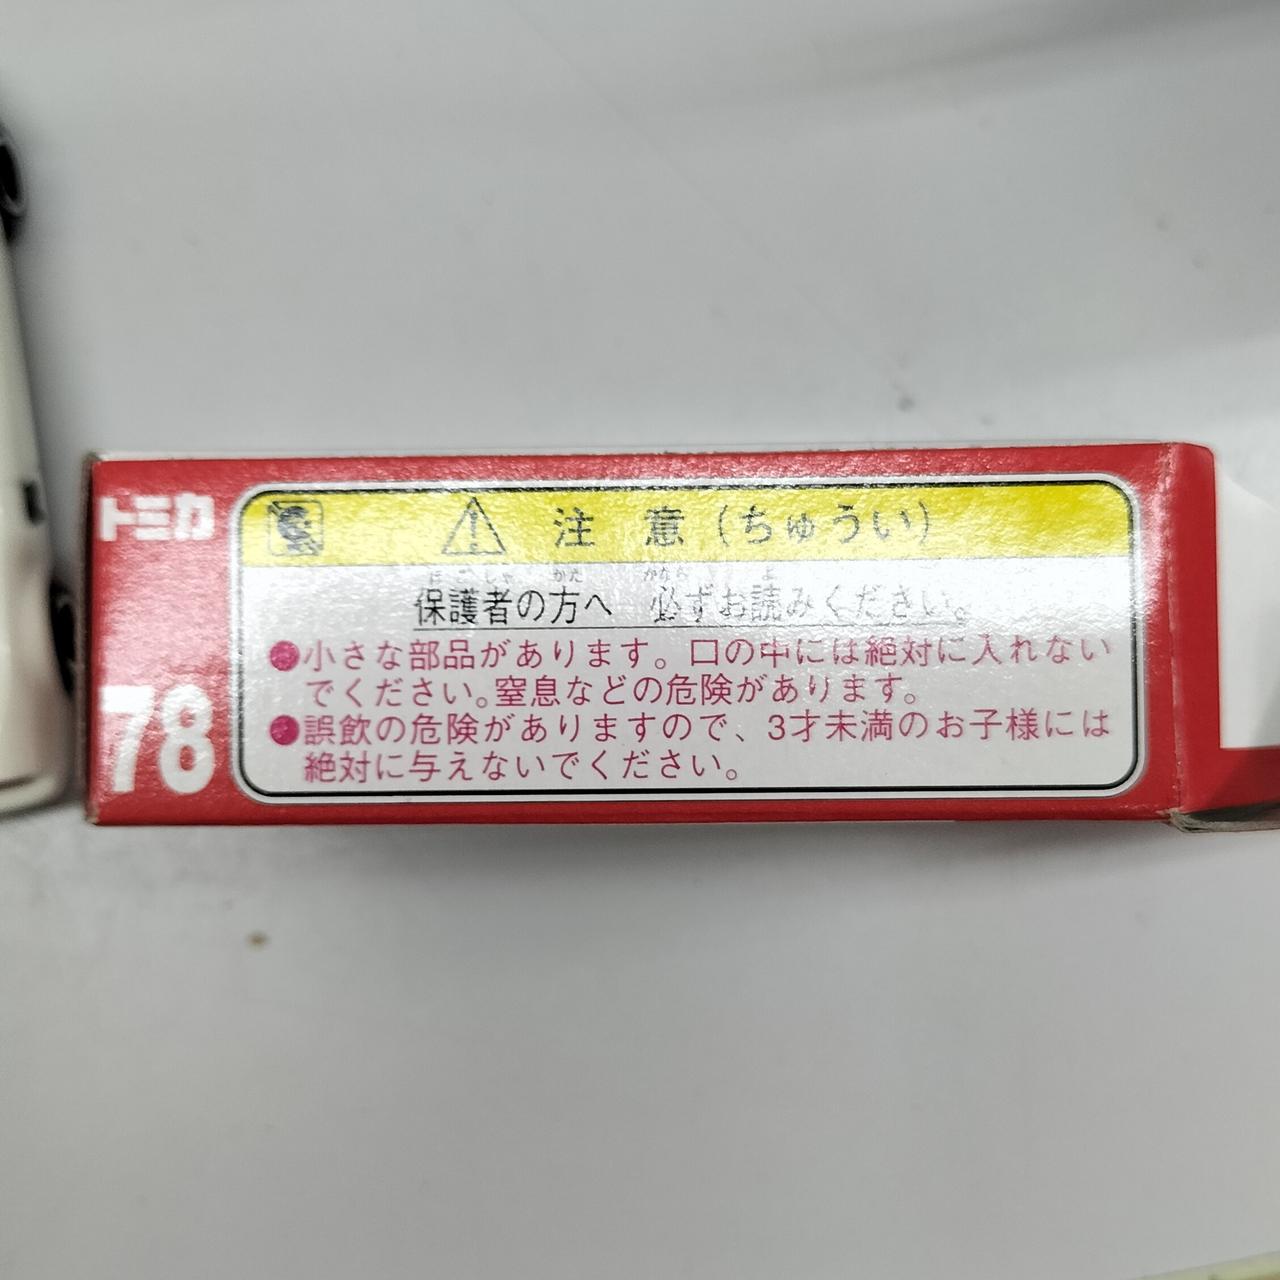 トミカ
78
注 意 (ちゅうい)
保護者の方へ 必ずお読みください。
●小さな部品があります。口の中には絶対に入れない
でください。窒息などの危険があります。
●誤飲の危険がありますので、3才未満のお子様には
絶対に与えないでください。